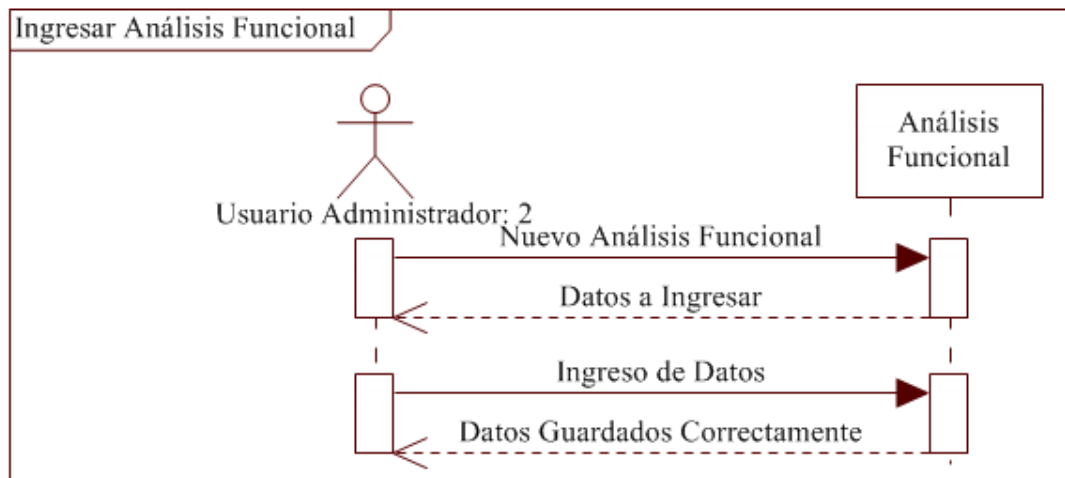 Ingresar Análisis Funcional
Análisis
Funcional
Usuario Administrador: 2
Nuevo Análisis Funcional
Datos a Ingresar
Ingreso de Datos
Datos Guardados Correctamente